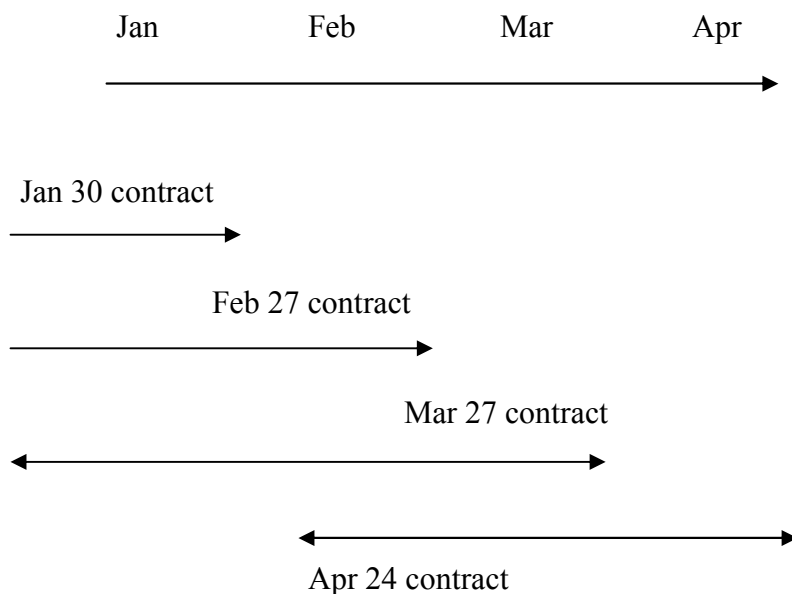 Jan Feb Mar Apr
Jan 30 contract
Feb 27 contract
Mar 27 contract
Apr 24 contract